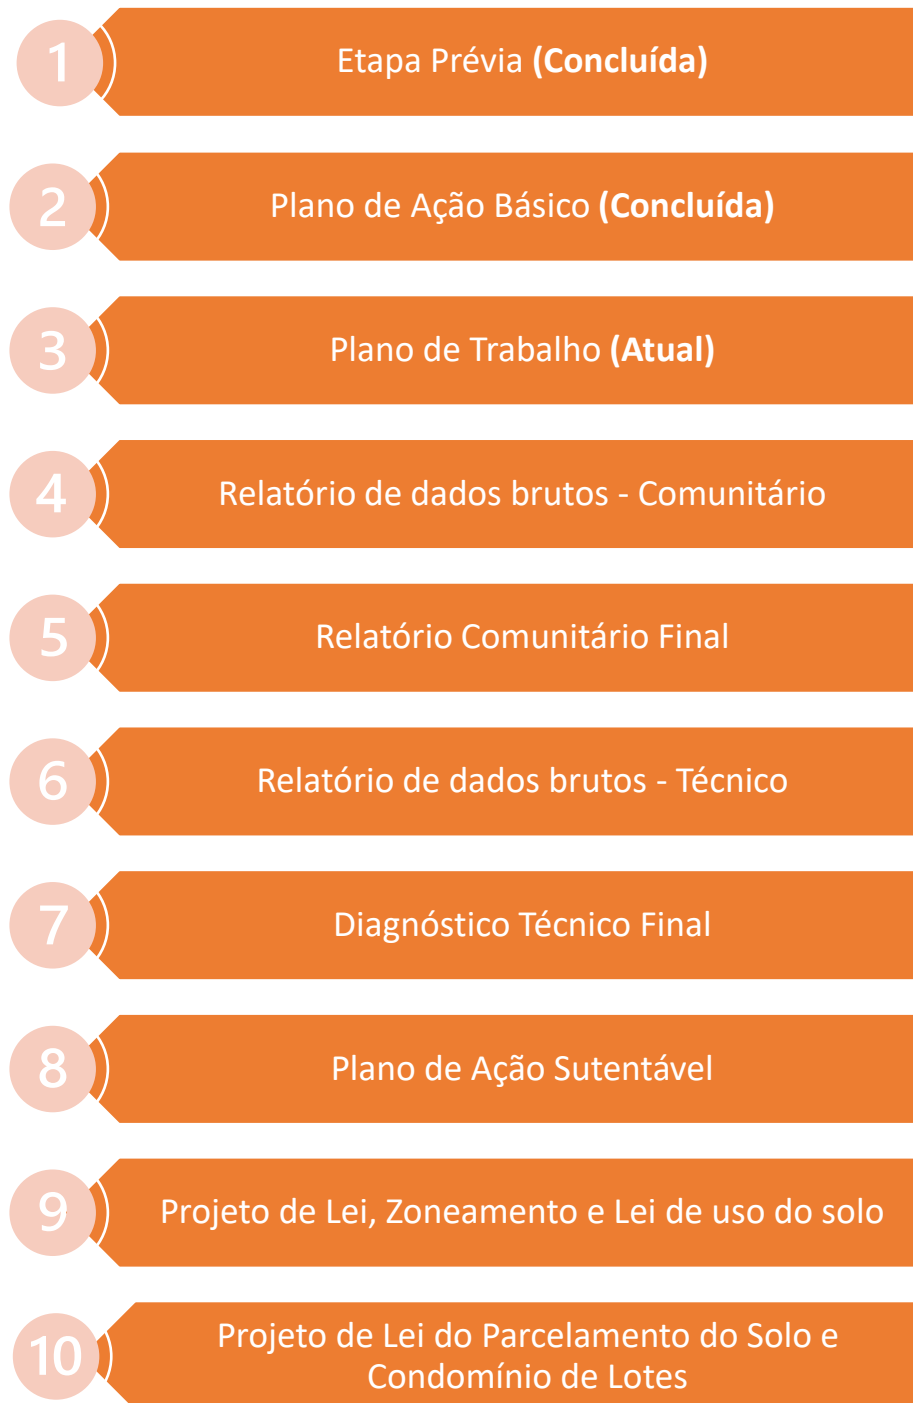 1
Etapa Prévia (Concluída)
2
Plano de Ação Básico (Concluída)
3
Plano de Trabalho (Atual)
4
Relatório de dados brutos - Comunitário
5
Relatório Comunitário Final
6
Relatório de dados brutos - Técnico
7
Diagnóstico Técnico Final
8
Plano de Ação Sutentável
9
Projeto de Lei, Zoneamento e Lei de uso do solo
10
Projeto de Lei do Parcelamento do Solo e
Condomínio de Lotes